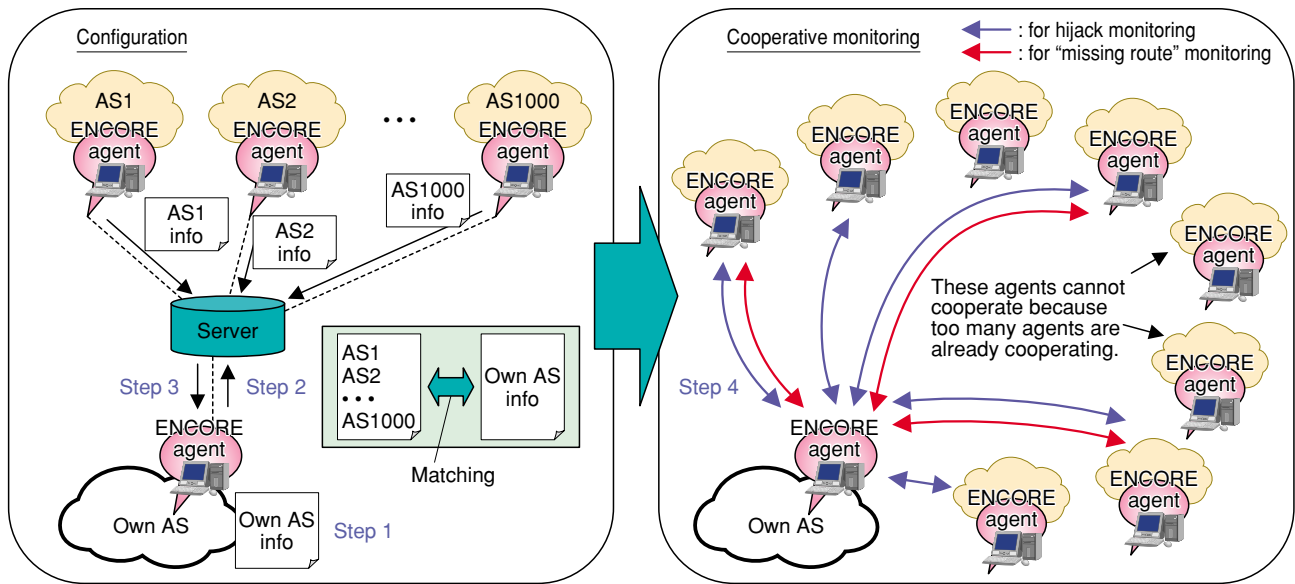 Configuration
AS1
ENCORE
agent
AS2
ENCORE
agent
...
AS1000
ENCORE
agent
AS1
info
AS2
info
AS1000
info
Server
Step 3
Step 2
AS1
AS2
...
AS1000
Own AS
info
Matching
ENCORE
agent
Own AS
Own AS
info
Step 1
Cooperative monitoring
: for hijack monitoring
: for “missing route” monitoring
ENCORE
agent
ENCORE
agent
ENCORE
agent
ENCORE
agent
ENCORE
agent
These agents cannot
cooperate because
too many agents are
already cooperating.
ENCORE
agent
Step 4
ENCORE
agent
Own AS
ENCORE
agent
ENCORE
agent